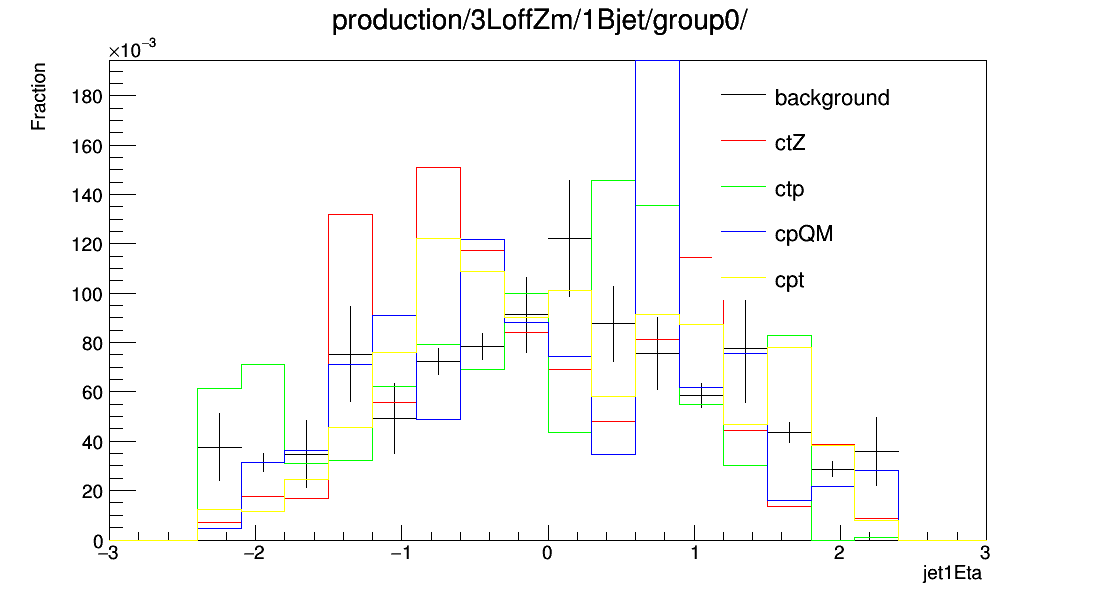 production/3LoffZm/1Bjet/group0/
×10−3
Fraction
180
160
140
120
100
80
60
40
20
0
background
ctZ
ctp
cpQM
cpt
−3 −2 −1 0 1 2 3
jet1Eta